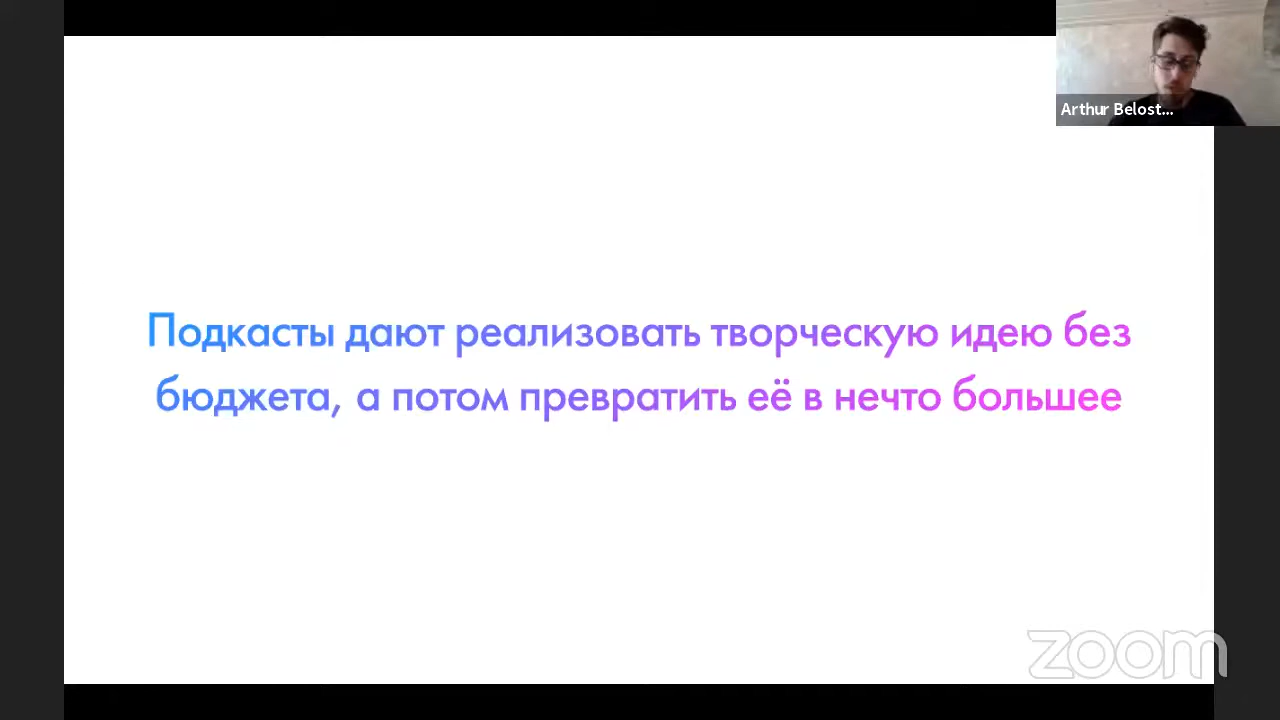 Arthur Belost...
Подкасты дают реализовать творческую идею без
бюджета, а потом превратить её в нечто большее
zoom